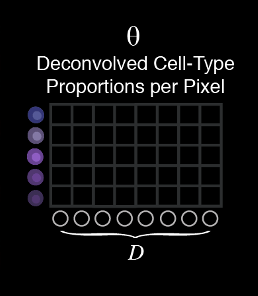 θ
Deconvolved Cell-Type
Proportions per Pixel
D